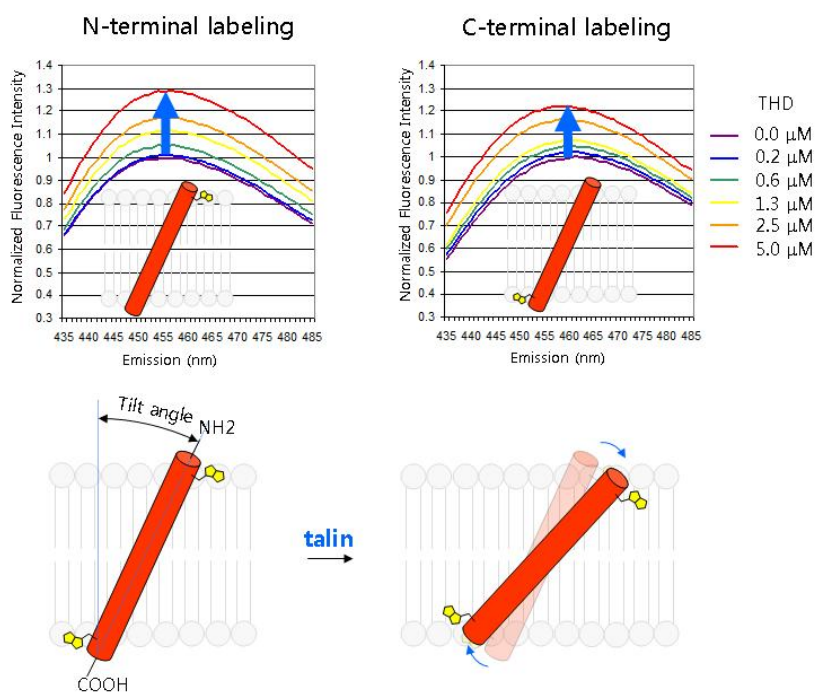 N-terminal labeling
C-terminal labeling
Normalized Fluorescence Intensity
1.4
1.3
1.2
1.1
1
0.9
0.8
0.7
0.6
0.5
0.4
0.3
435 440 445 450 455 460 465 470 475 480 485
Emission (nm)
Normalized Fluorescence Intensity
1.4
1.3
1.2
1.1
1
0.9
0.8
0.7
0.6
0.5
0.4
0.3
435 440 445 450 455 460 465 470 475 480 485
Emission (nm)
THD
0.0 μM
0.2 μM
0.6 μM
1.3 μM
2.5 μM
5.0 μM
Tilt angle
NH2
COOH
talin